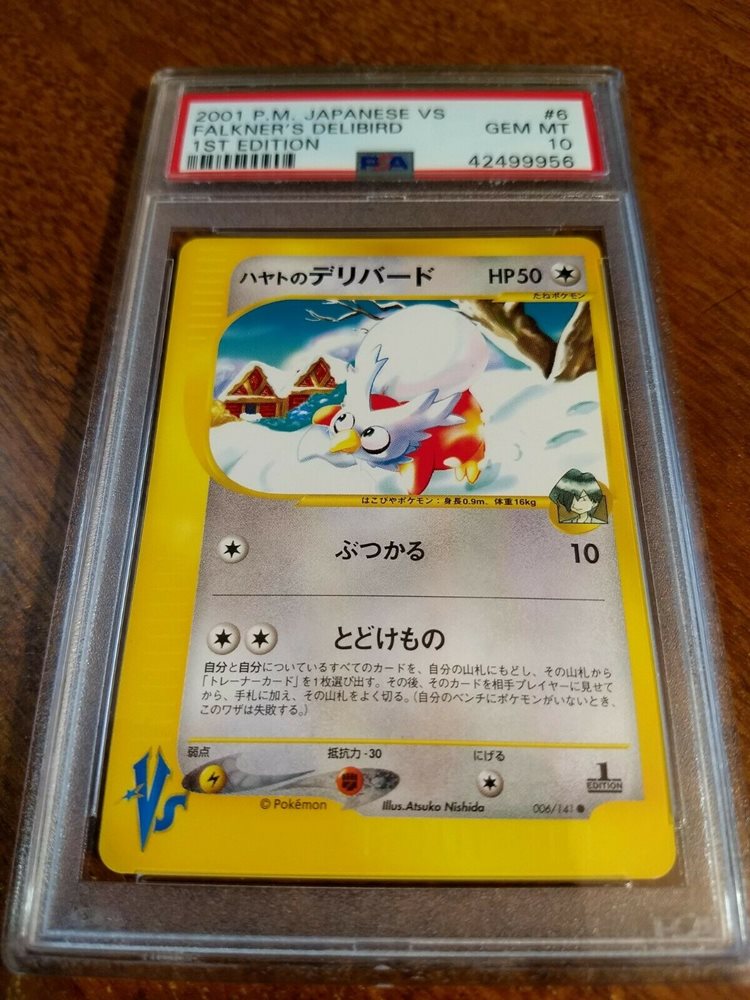 2001 P.M. JAPANESE VS #6
FALKNER'S DELIBIRD GEM MT
1ST EDITION 10
PSA 42499956
ハヤトのデリバード HP50
たねポケモン
はこびやポケモン：身長0.9m、体重16kg
ぶつかる 10
とどけもの
自分と自分についているすべてのカードを、自分の山札にもどし、その山札から
「トレーナーカード」を1枚選び出す。その後、そのカードを相手プレイヤーに見せて
から、手札に加え、その山札をよく切る。（自分のベンチにポケモンがいないとき、
このワザは失敗する。）
弱点 抵抗力 -30 にげる
1
EDITION
VS
© Pokémon Illus.Atsuko Nishida 006/141 ●